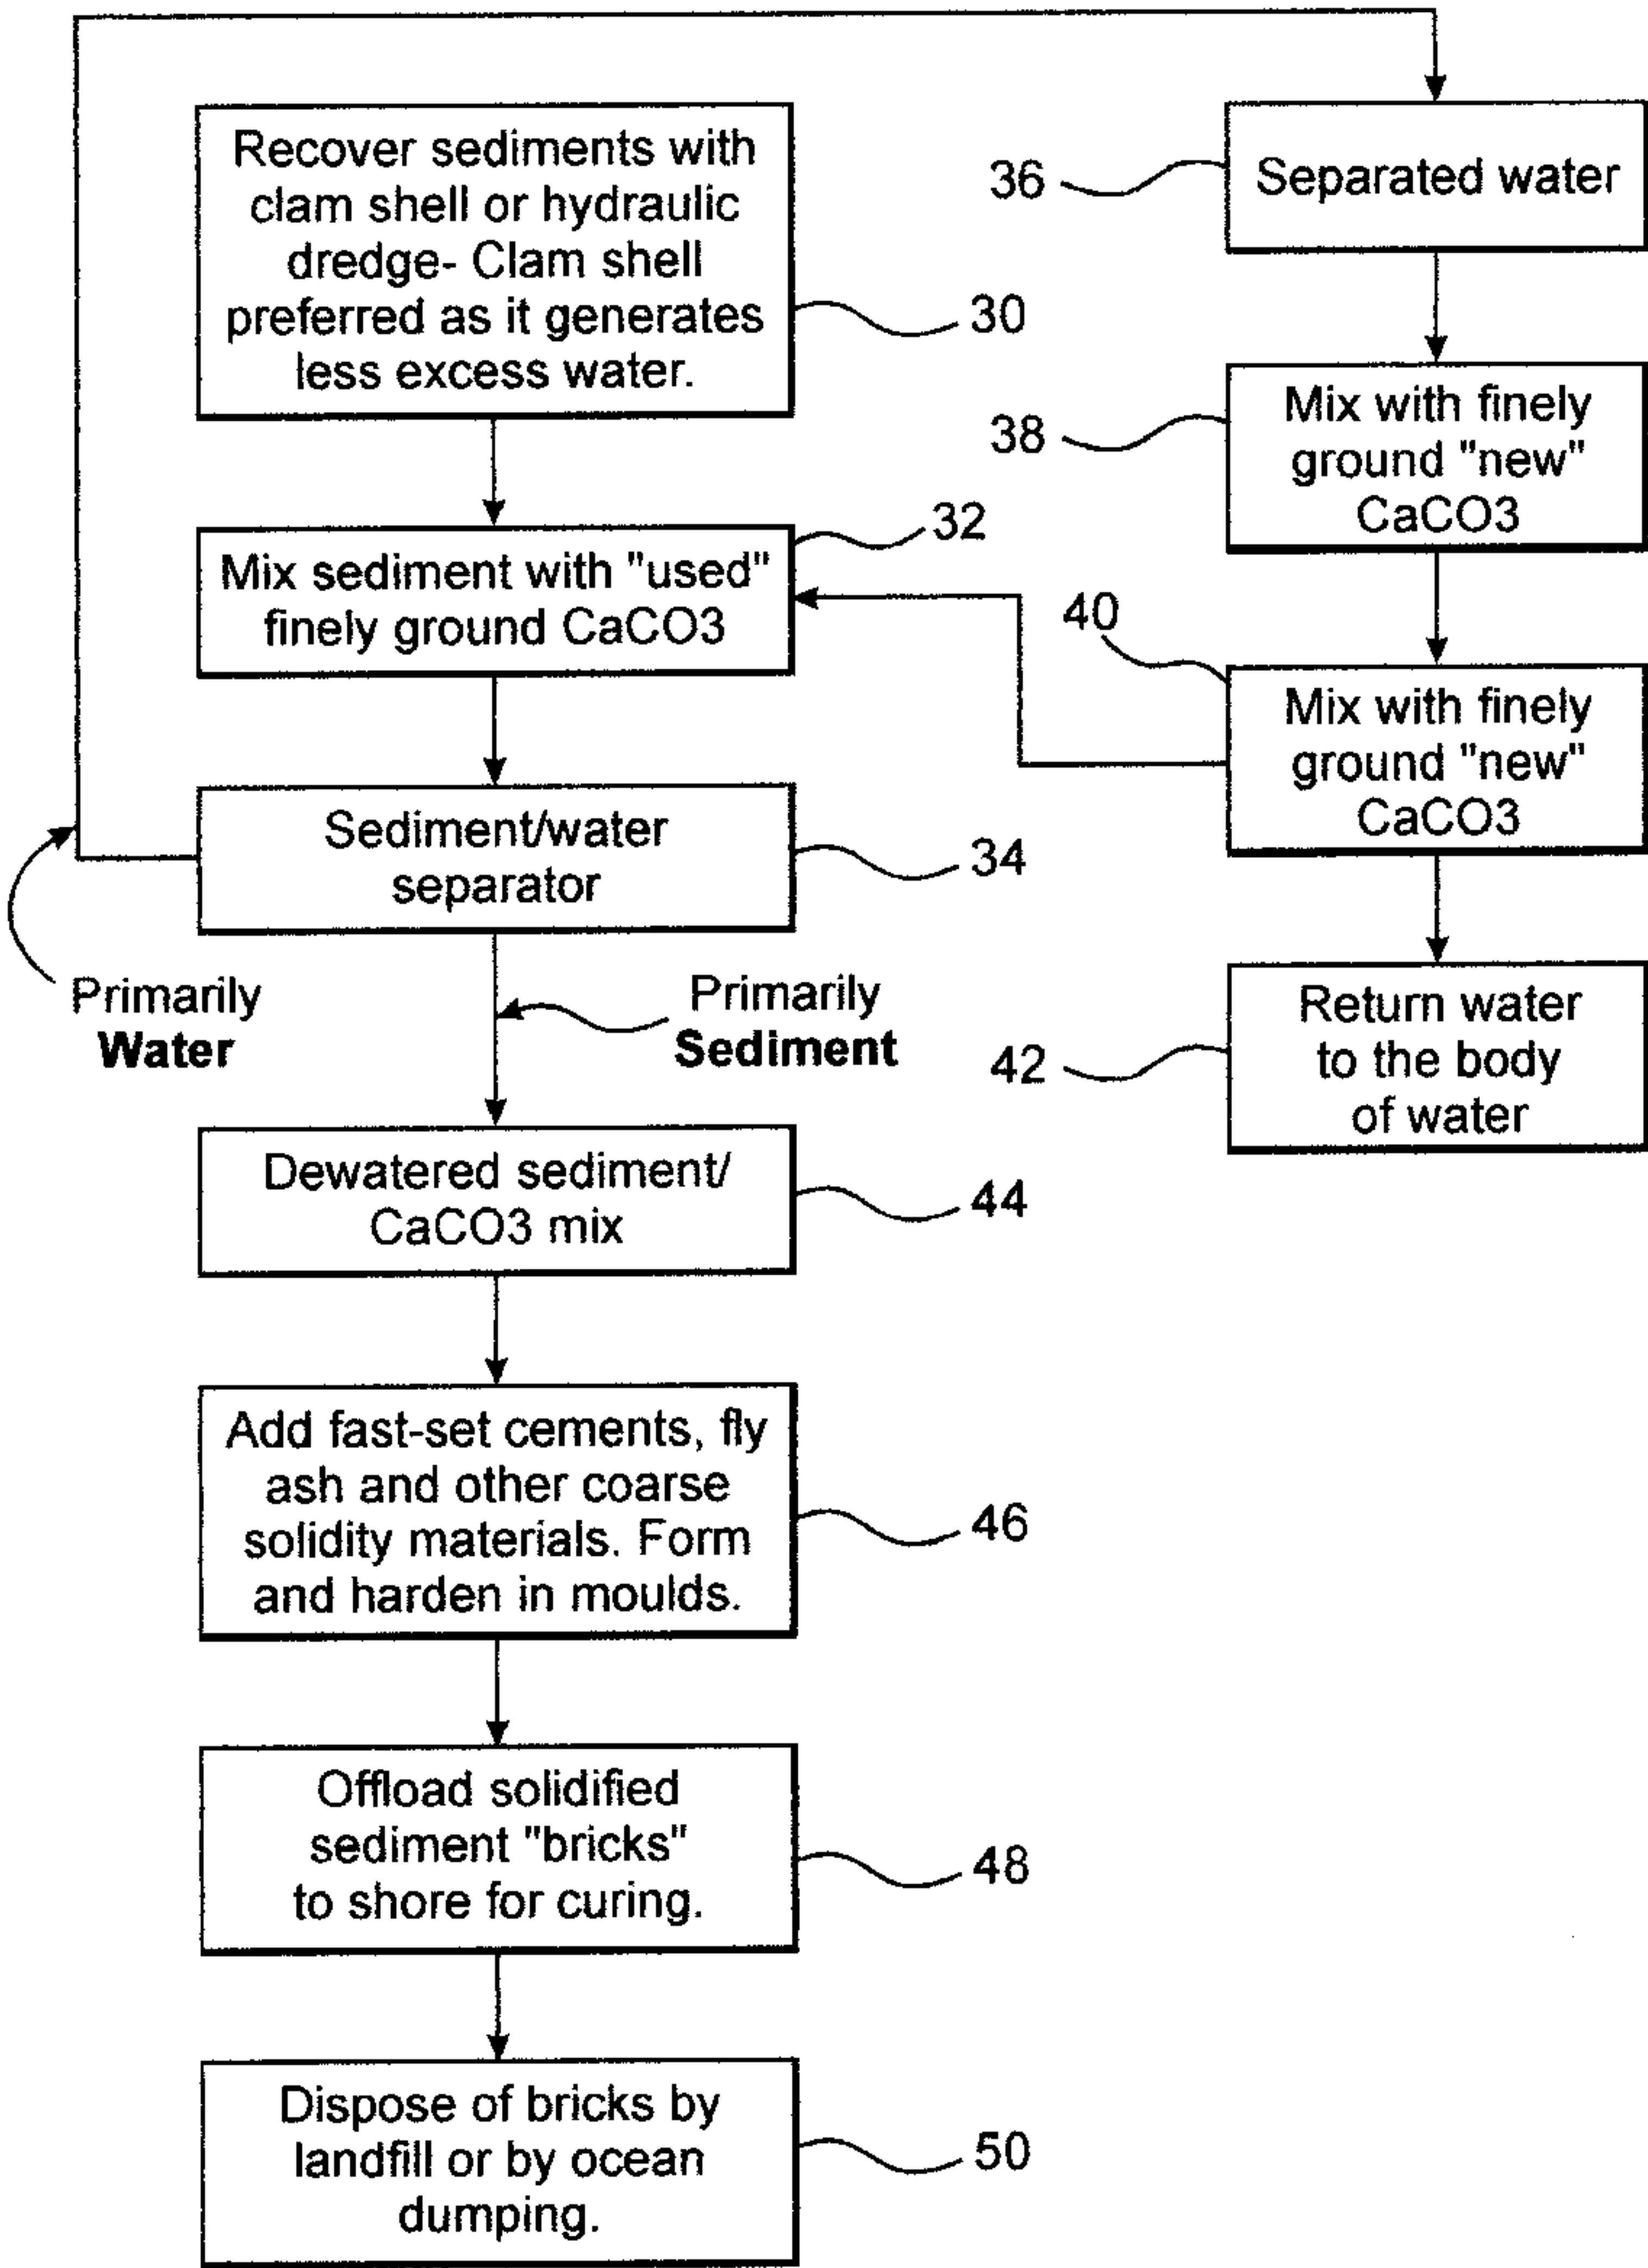 Recover sediments with
clam shell or hydraulic
dredge- Clam shell
preferred as it generates
less excess water.
30
Mix sediment with "used"
finely ground CaCO3
32
Sediment/water
separator
34
Primarily
Water
Primarily
Sediment
Dewatered sediment/
CaCO3 mix
44
Add fast-set cements, fly
ash and other coarse
solidity materials. Form
and harden in moulds.
46
Offload solidified
sediment "bricks"
to shore for curing.
48
Dispose of bricks by
landfill or by ocean
dumping.
50
36
Separated water
38
Mix with finely
ground "new"
CaCO3
40
Mix with finely
ground "new"
CaCO3
42
Return water
to the body
of water